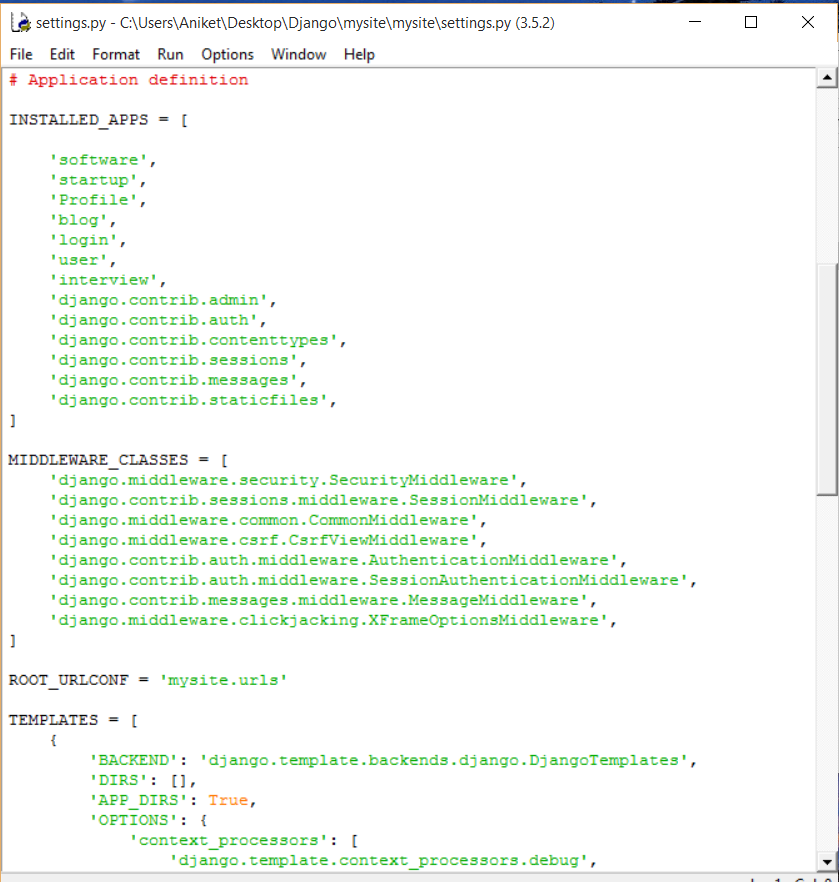 settings.py - C:\Users\Aniket\Desktop\Django\mysite\mysite\settings.py (3.5.2)
File Edit Format Run Options Window Help
# Application definition
INSTALLED_APPS = [
    'software',
    'startup',
    'Profile',
    'blog',
    'login',
    'user',
    'interview',
    'django.contrib.admin',
    'django.contrib.auth',
    'django.contrib.contenttypes',
    'django.contrib.sessions',
    'django.contrib.messages',
    'django.contrib.staticfiles',
]
MIDDLEWARE_CLASSES = [
    'django.middleware.security.SecurityMiddleware',
    'django.contrib.sessions.middleware.SessionMiddleware',
    'django.middleware.common.CommonMiddleware',
    'django.middleware.csrf.CsrfViewMiddleware',
    'django.contrib.auth.middleware.AuthenticationMiddleware',
    'django.contrib.auth.middleware.SessionAuthenticationMiddleware',
    'django.contrib.messages.middleware.MessageMiddleware',
    'django.middleware.clickjacking.XFrameOptionsMiddleware',
]
ROOT_URLCONF = 'mysite.urls'
TEMPLATES = [
    {
        'BACKEND': 'django.template.backends.django.DjangoTemplates',
        'DIRS': [],
        'APP_DIRS': True,
        'OPTIONS': {
            'context_processors': [
                'django.template.context_processors.debug',